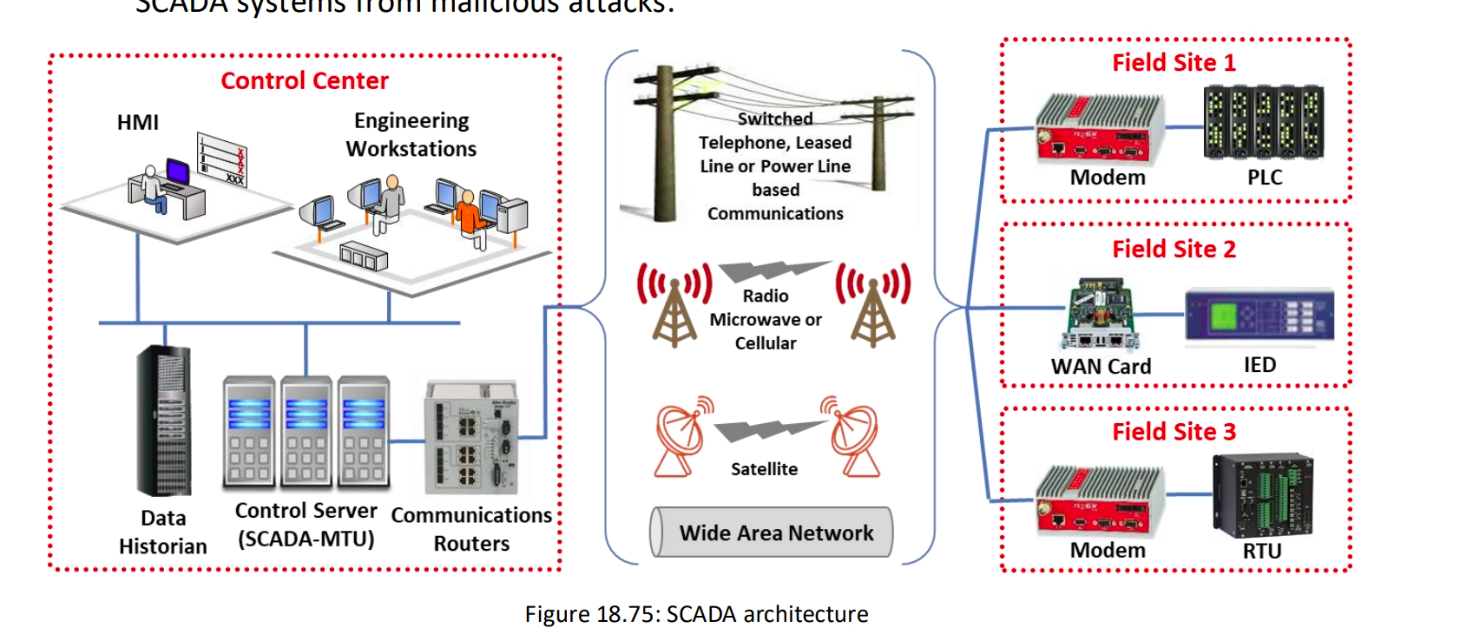 SCADA systems from malicious attacks.
Control Center
HMI
Engineering
Workstations
XXX
Data
Historian
Control Server
(SCADA-MTU)
Communications
Routers
Switched
Telephone, Leased
Line or Power Line
based
Communications
Radio
Microwave or
Cellular
Satellite
Wide Area Network
Field Site 1
Modem
PLC
Field Site 2
WAN Card
IED
Field Site 3
Modem
RTU
Figure 18.75: SCADA architecture